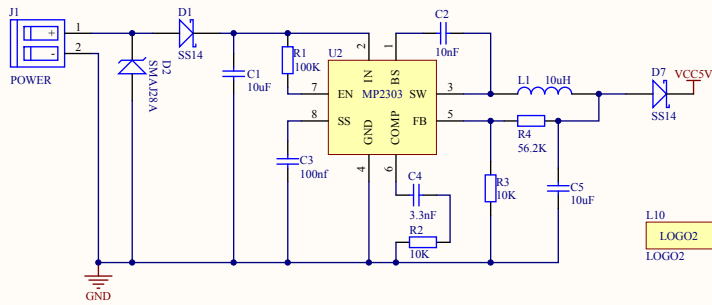 J1
1
2
+
-
POWER
D1
SS14
D2
SMAJ28A
C1
10uF
R1
100K
U2
MP2303
2
IN
1
BS
7
EN
8
SS
GND
4
COMP
6
SW
3
FB
5
C2
10nF
C3
100nf
C4
3.3nF
R2
10K
L1
10uH
R4
56.2K
R3
10K
C5
10uF
D7
SS14
VCC5V
L10
LOGO2
LOGO2
GND